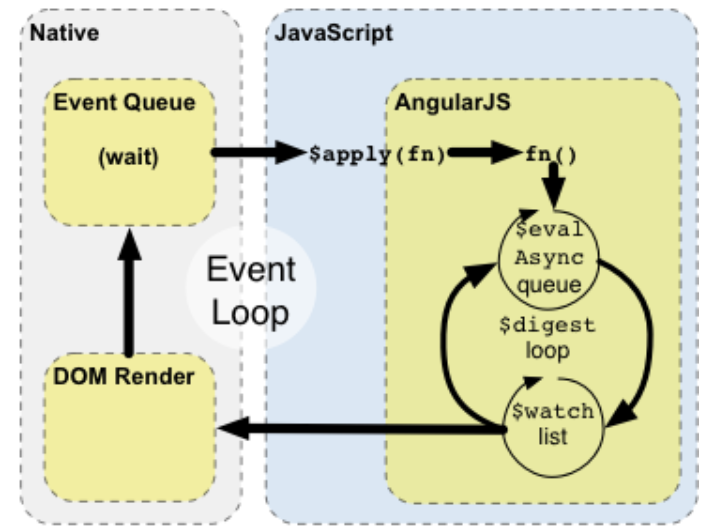 Native
JavaScript
Event Queue
(wait)
AngularJS
$apply(fn)
fn()
$eval
Async
queue
Event
Loop
$digest
loop
DOM Render
$watch
list